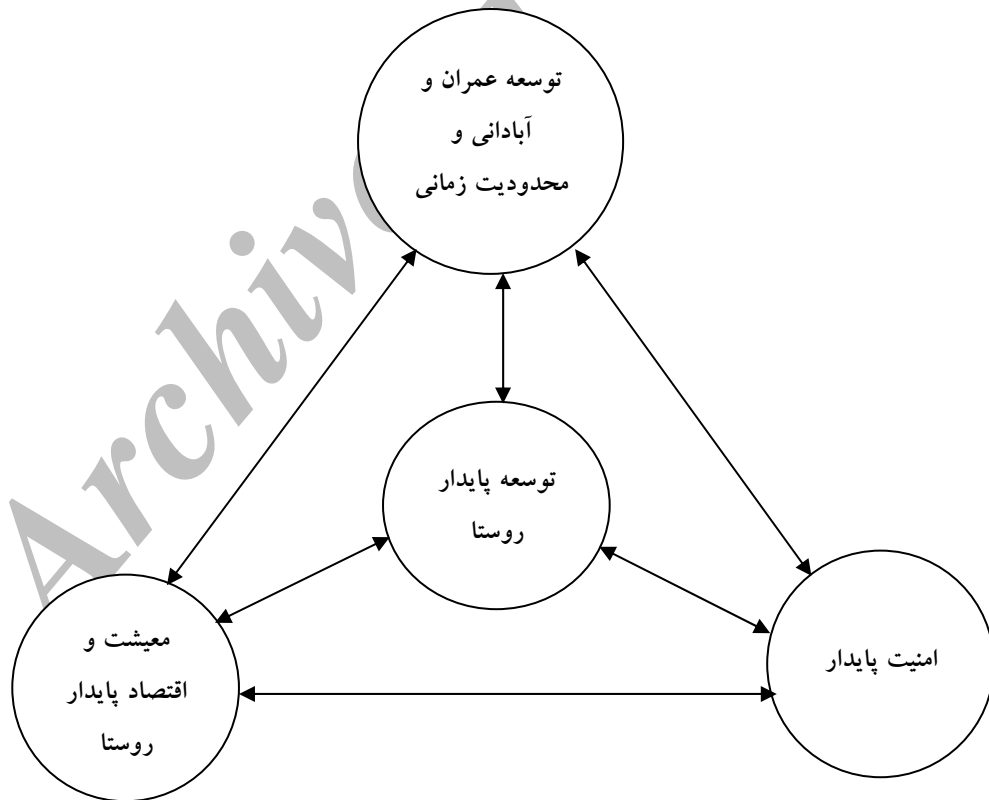 توسعه عمران و
آبادانی و
محدودیت زمانی
توسعه پایدار
روستا
معیشت و
اقتصاد پایدار
روستا
امنیت پایدار
Archive